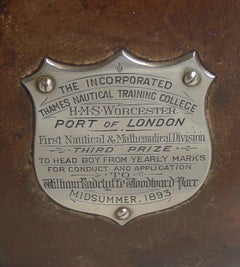 THE INCORPORATED
THAMES NAUTICAL TRAINING COLLEGE
H·M·S·WORCESTER
PORT OF LONDON
First Nautical & Mathematical Division
THIRD PRIZE
TO HEAD BOY FROM YEARLY MARKS
FOR CONDUCT AND APPLICATION
TO
William Radclyffe Woodward Parr
MIDSUMMER, 1893